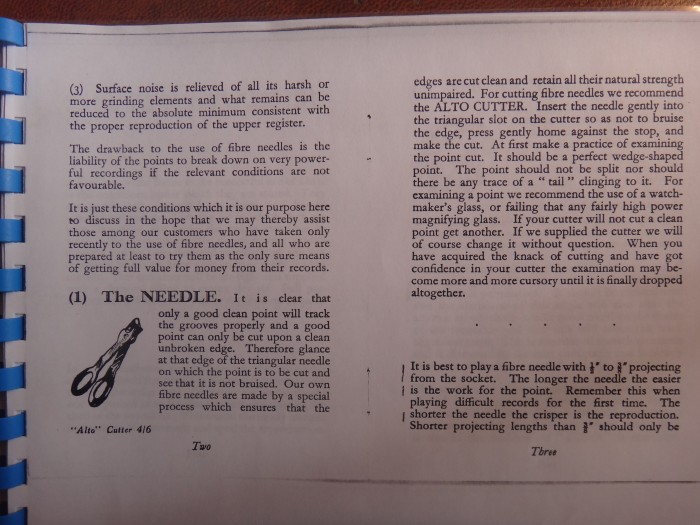 (3) Surface noise is relieved of all its harsh or
more grinding elements and what remains can be
reduced to the absolute minimum consistent with
the proper reproduction of the upper register.
The drawback to the use of fibre needles is the
liability of the points to break down on very power-
ful recordings if the relevant conditions are not
favourable.
It is just these conditions which it is our purpose here
to discuss in the hope that we may thereby assist
those among our customers who have taken only
recently to the use of fibre needles, and all who are
prepared at least to try them as the only sure means
of getting full value for money from their records.
(1) The NEEDLE. It is clear that
only a good clean point will track
the grooves properly and a good
point can only be cut upon a clean
unbroken edge. Therefore glance
at that edge of the triangular needle
on which the point is to be cut and
see that it is not bruised. Our own
fibre needles are made by a special
process which ensures that the
"Alto" Cutter 4/6
Two
edges are cut clean and retain all their natural strength
unimpaired. For cutting fibre needles we recommend
the ALTO CUTTER. Insert the needle gently into
the triangular slot on the cutter so as not to bruise
the edge, press gently home against the stop, and
make the cut. At first make a practice of examining
the point cut. It should be a perfect wedge-shaped
point. The point should not be split nor should
there be any trace of a "tail" clinging to it. For
examining a point we recommend the use of a watch-
maker's glass, or failing that any fairly high power
magnifying glass. If your cutter will not cut a clean
point get another. If we supplied the cutter we will
of course change it without question. When you
have acquired the knack of cutting and have got
confidence in your cutter the examination may be-
come more and more cursory until it is finally dropped
altogether.
It is best to play a fibre needle with to projecting
from the socket. The longer the needle the easier
is the work for the point. Remember this when
playing difficult records for the first time. The
shorter the needle the crisper is the reproduction.
Shorter projecting lengths than should only be
Three